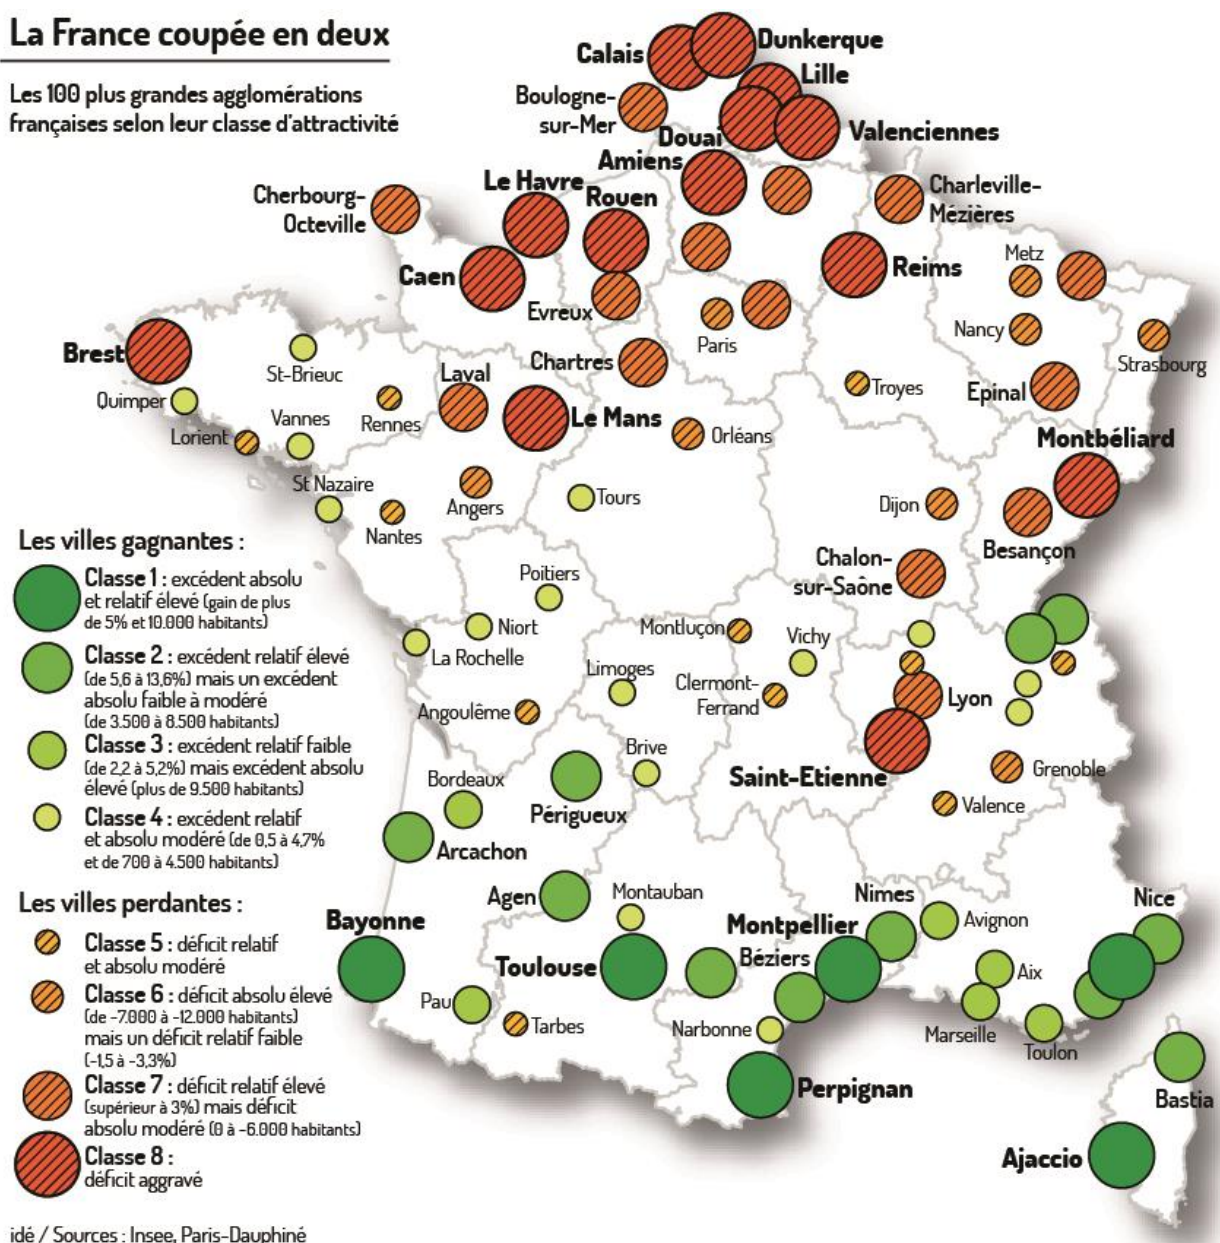 La France coupée en deux
Les 100 plus grandes agglomérations
françaises selon leur classe d'attractivité
Calais
Dunkerque
Lille
Boulogne-
sur-Mer
Douai
Valenciennes
Amiens
Le Havre
Rouen
Cherbourg-
Octeville
Charleville-
Mézières
Caen
Reims
Metz
Evreux
Paris
Nancy
Strasbourg
Brest
St-Brieuc
Chartres
Laval
Troyes
Epinal
Quimper
Vannes
Rennes
Le Mans
Lorient
Orléans
Montbéliard
St Nazaire
Angers
Tours
Dijon
Nantes
Besançon
Chalon-
sur-Saône
Poitiers
Niort
La Rochelle
Montluçon
Vichy
Limoges
Clermont-
Ferrand
Lyon
Angoulême
Brive
Saint-Etienne
Grenoble
Bordeaux
Périgueux
Valence
Arcachon
Agen
Montauban
Nimes
Nice
Bayonne
Montpellier
Avignon
Toulouse
Béziers
Aix
Pau
Tarbes
Narbonne
Marseille
Toulon
Perpignan
Bastia
Ajaccio
Les villes gagnantes :
Classe 1 : excédent absolu
et relatif élevé (gain de plus
de 5% et 10.000 habitants)
Classe 2 : excédent relatif élevé
(de 5,6 à 13,6%) mais un excédent
absolu faible à modéré
(de 3.500 à 8.500 habitants)
Classe 3 : excédent relatif faible
(de 2,2 à 5,2%) mais excédent absolu
élevé (plus de 9.500 habitants)
Classe 4 : excédent relatif
et absolu modéré (de 0,5 à 4,7%
et de 700 à 4.500 habitants)
Les villes perdantes :
Classe 5 : déficit relatif
et absolu modéré
Classe 6 : déficit absolu élevé
(de -7.000 à -12.000 habitants)
mais un déficit relatif faible
(-1,5 à -3,3%)
Classe 7 : déficit relatif élevé
(supérieur à 3%) mais déficit
absolu modéré (0 à -6.000 habitants)
Classe 8 :
déficit aggravé
idé / Sources : Insee, Paris-Dauphiné